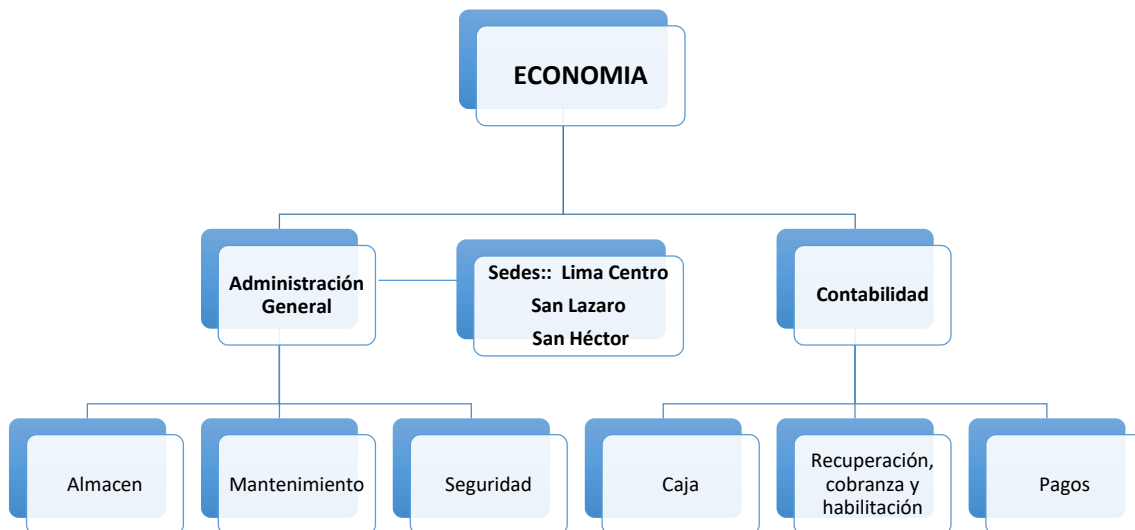 ECONOMIA
Administración
General
Sedes:: Lima Centro
San Lazaro
San Héctor
Contabilidad
Almacen
Mantenimiento
Seguridad
Caja
Recuperación,
cobranza y
habilitación
Pagos